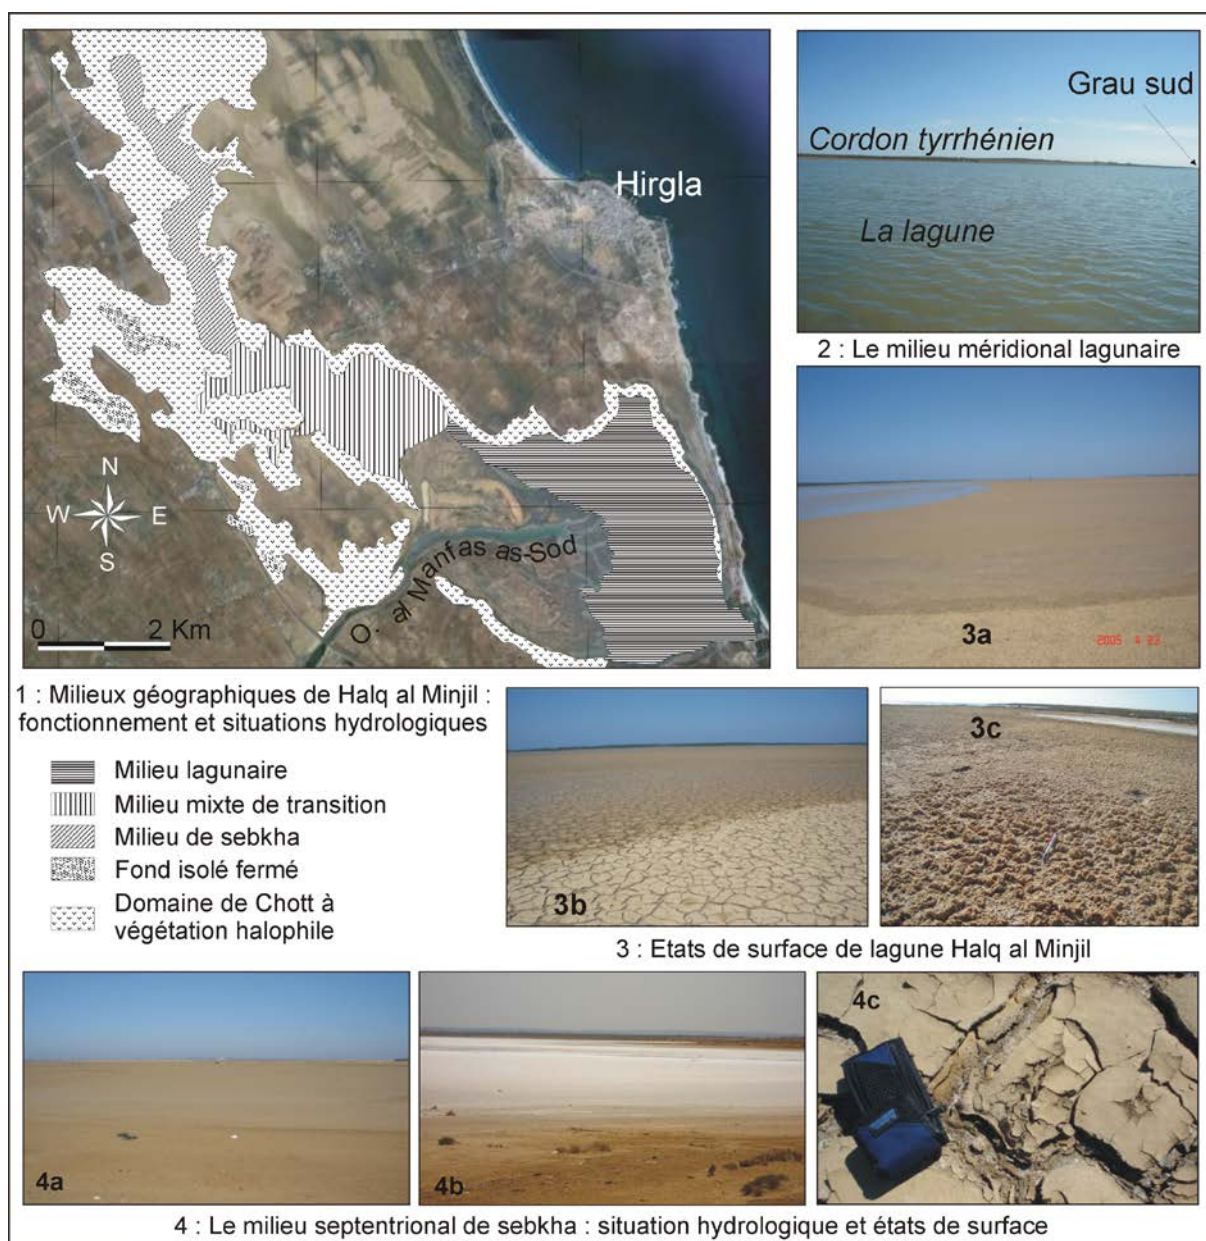 Hirgla
N
W E
S
O. al Manfas as-Sod
0 2 Km
Grau sud
Cordon tyrrhénien
La lagune
2 : Le milieu méridional lagunaire
3a
2005 4 23
1 : Milieux géographiques de Halq al Minjil :
fonctionnement et situations hydrologiques
Milieu lagunaire
Milieu mixte de transition
Milieu de sebkha
Fond isolé fermé
Domaine de Chott à
végétation halophile
3b
3c
3 : Etats de surface de lagune Halq al Minjil
4a
4b
4c
4 : Le milieu septentrional de sebkha : situation hydrologique et états de surface